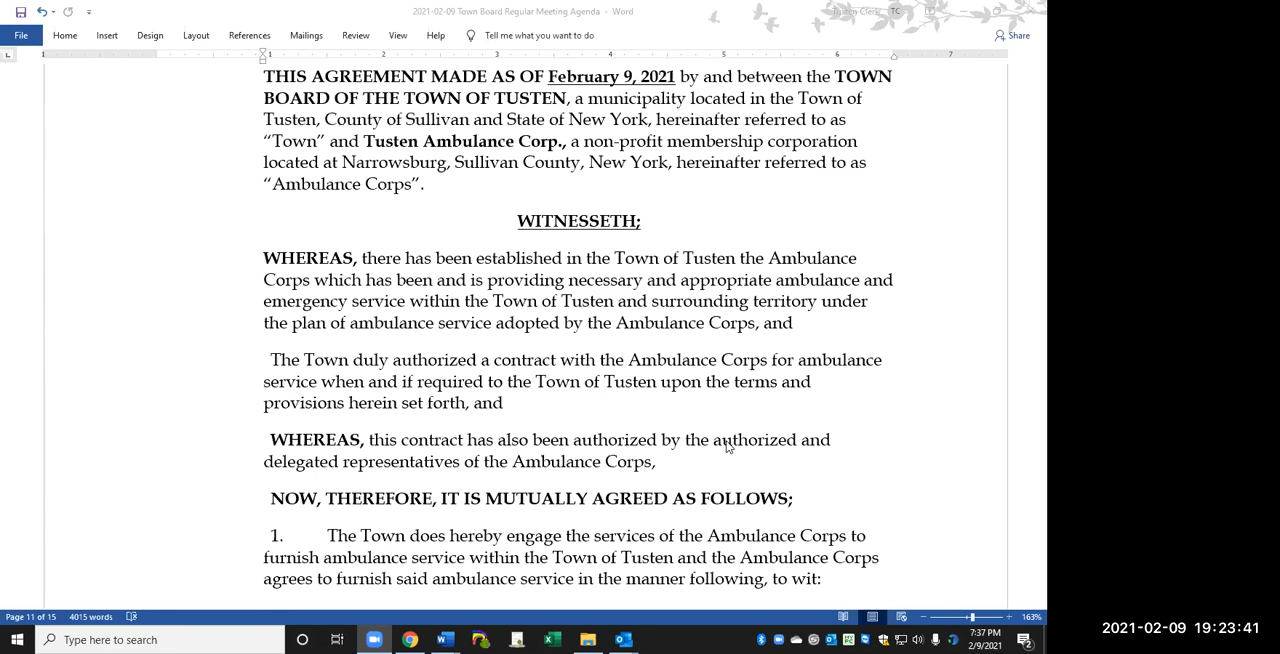 2021-02-09 Town Board Regular Meeting Agenda - Word
Tusten Clerk TC
File Home Insert Design Layout References Mailings Review View Help Tell me what you want to do Share
1 1 2 3 4 5 6 7
THIS AGREEMENT MADE AS OF February 9, 2021 by and between the TOWN
BOARD OF THE TOWN OF TUSTEN, a municipality located in the Town of
Tusten, County of Sullivan and State of New York, hereinafter referred to as
“Town” and Tusten Ambulance Corp., a non-profit membership corporation
located at Narrowsburg, Sullivan County, New York, hereinafter referred to as
“Ambulance Corps”.
WITNESSETH;
WHEREAS, there has been established in the Town of Tusten the Ambulance
Corps which has been and is providing necessary and appropriate ambulance and
emergency service within the Town of Tusten and surrounding territory under
the plan of ambulance service adopted by the Ambulance Corps, and
The Town duly authorized a contract with the Ambulance Corps for ambulance
service when and if required to the Town of Tusten upon the terms and
provisions herein set forth, and
WHEREAS, this contract has also been authorized by the authorized and
delegated representatives of the Ambulance Corps,
NOW, THEREFORE, IT IS MUTUALLY AGREED AS FOLLOWS;
1. The Town does hereby engage the services of the Ambulance Corps to
furnish ambulance service within the Town of Tusten and the Ambulance Corps
agrees to furnish said ambulance service in the manner following, to wit:
Page 11 of 15 4015 words 163%
Type here to search
7:37 PM
2/9/2021
2021-02-09 19:23:41